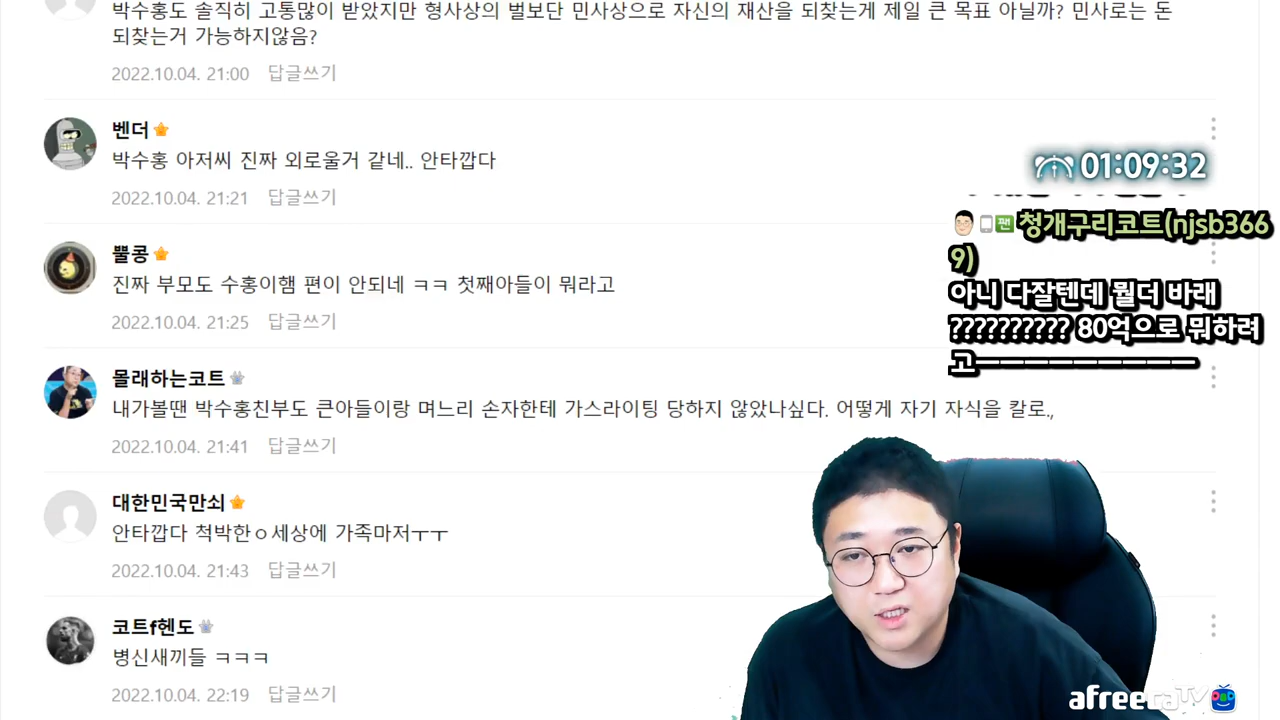 박수홍도 솔직히 고통많이 받았지만 형사상의 벌보단 민사상으로 자신의 재산을 되찾는게 제일 큰 목표 아닐까? 민사로는 돈
되찾는거 가능하지않음?
2022.10.04. 21:00 답글쓰기
벤더
박수홍 아저씨 진짜 외로울거 같네.. 안타깝다
2022.10.04. 21:21 답글쓰기
뿔콩
진짜 부모도 수홍이햄 편이 안되네 ㅋㅋ 첫째아들이 뭐라고
2022.10.04. 21:25 답글쓰기
몰래하는코트
내가볼땐 박수홍친부도 큰아들이랑 며느리 손자한테 가스라이팅 당하지 않았나싶다. 어떻게 자기 자식을 칼로.,
2022.10.04. 21:41 답글쓰기
대한민국만쇠
안타깝다 척박한ㅇ세상에 가족마저ㅜㅜ
2022.10.04. 21:43 답글쓰기
코트f헨도
병신새끼들 ㅋㅋㅋ
2022.10.04. 22:19 답글쓰기
01:09:32
팬 청개구리코트(njsb366
9)
아니 다잘텐데 뭘더 바래
?????????? 80억으로 뭐하려
고ㅡㅡㅡㅡㅡㅡㅡㅡㅡ
afreecaTV